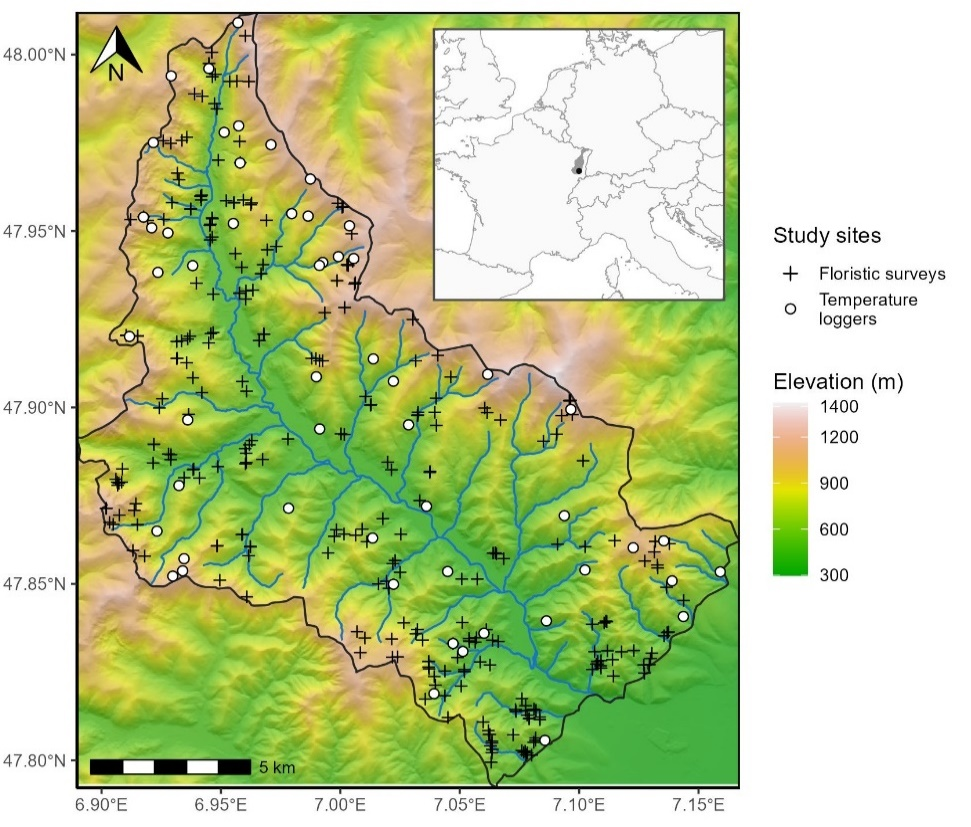 48.00°N
47.95°N
47.90°N
47.85°N
47.80°N
N
5 km
6.90°E
6.95°E
7.00°E
7.05°E
7.10°E
7.15°E
Study sites
Floristic surveys
Temperature
loggers
Elevation (m)
1400
1200
900
600
300